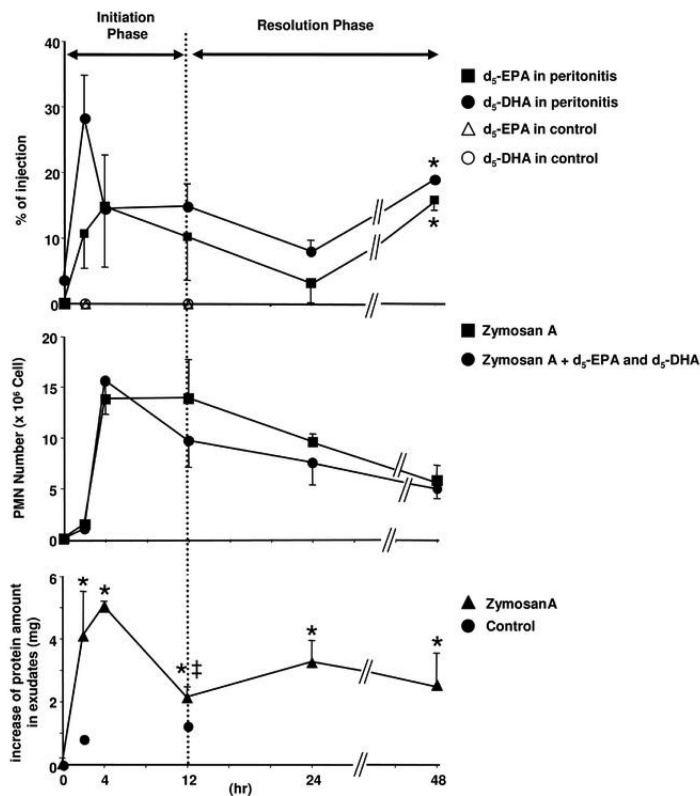 Initiation
Phase
Resolution Phase
50
40
30
20
10
0
% of injection
*
*
d5-EPA in peritonitis
d5-DHA in peritonitis
d5-EPA in control
d5-DHA in control
20
15
10
5
0
PMN Number (x 10⁶ Cell)
Zymosan A
Zymosan A + d5-EPA and d5-DHA
6
4
2
0
increase of protein amount
in exudates (mg)
*
*
*‡
*
*
ZymosanA
Control
0 4 12 24 48
(hr)